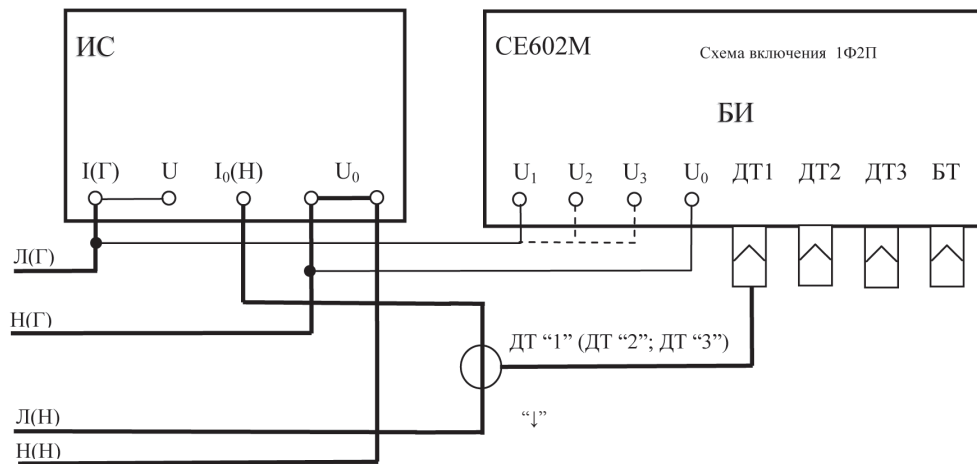 ИС
I(Г) U I₀(Н) U₀
СЕ602М
Схема включения 1Ф2П
БИ
U₁ U₂ U₃ U₀ ДТ1 ДТ2 ДТ3 БТ
Л(Г)
Н(Г)
ДТ “1” (ДТ “2”; ДТ “3”)
“↓”
Л(Н)
Н(Н)